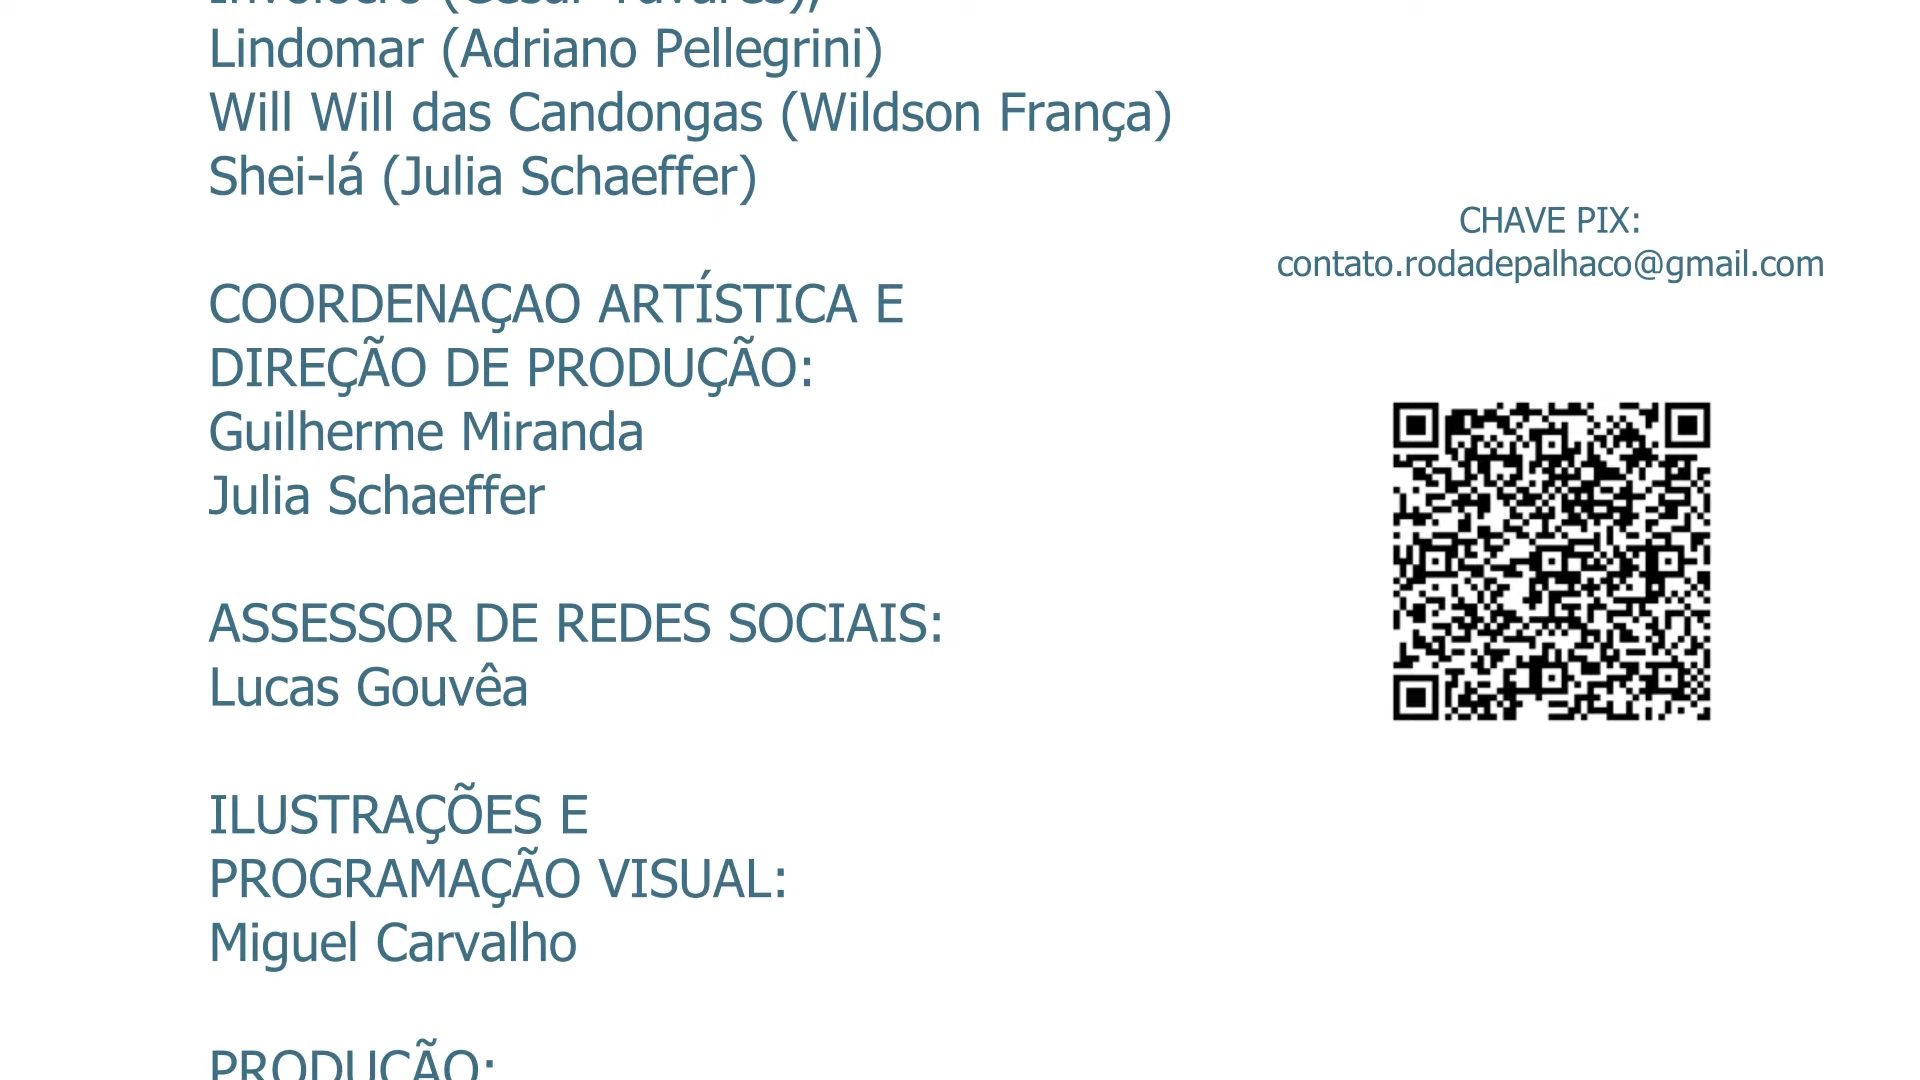 Lindomar (Adriano Pellegrini)
Will Will das Candongas (Wildson França)
Shei-lá (Julia Schaeffer)
COORDENAÇAO ARTÍSTICA E
DIREÇÃO DE PRODUÇÃO:
Guilherme Miranda
Julia Schaeffer
ASSESSOR DE REDES SOCIAIS:
Lucas Gouvêa
ILUSTRAÇÕES E
PROGRAMAÇÃO VISUAL:
Miguel Carvalho
PRODUÇÃO:
CHAVE PIX:
contato.rodadepalhaco@gmail.com